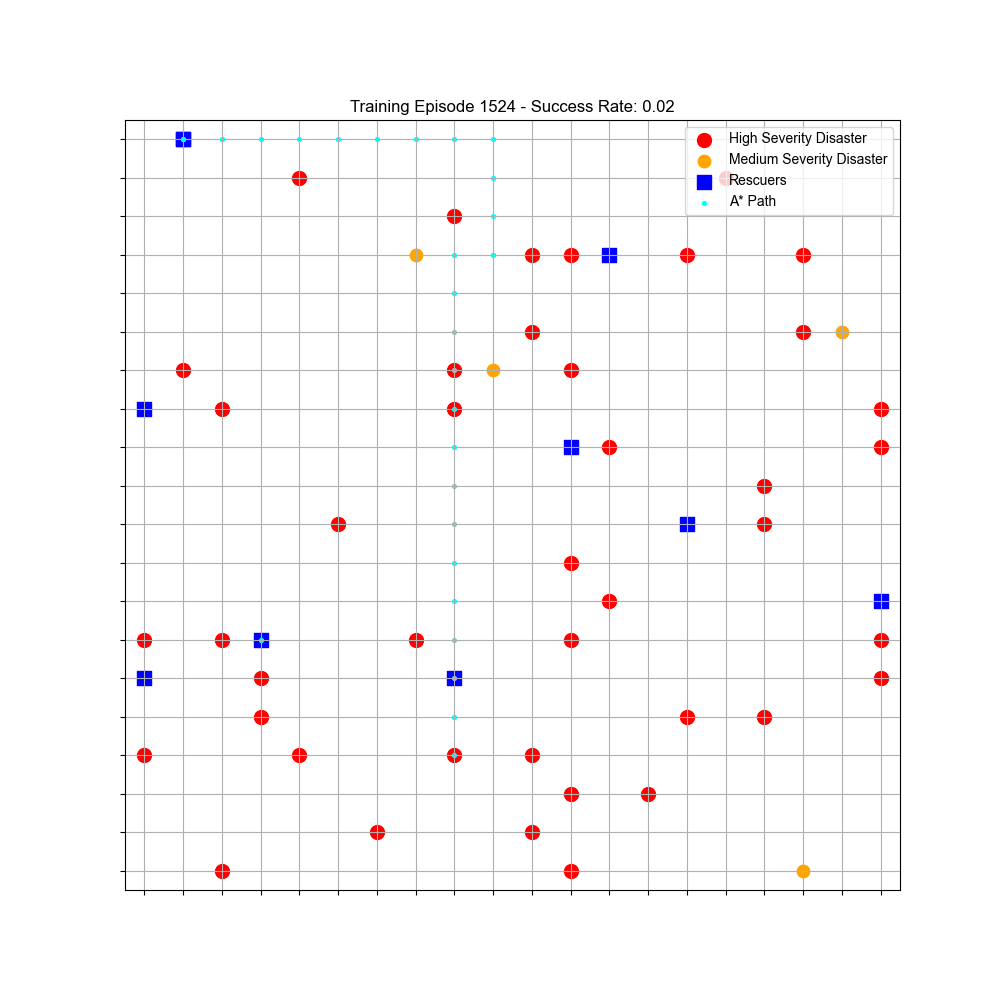 Training Episode 1524 - Success Rate: 0.02
High Severity Disaster
Medium Severity Disaster
Rescuers
A* Path